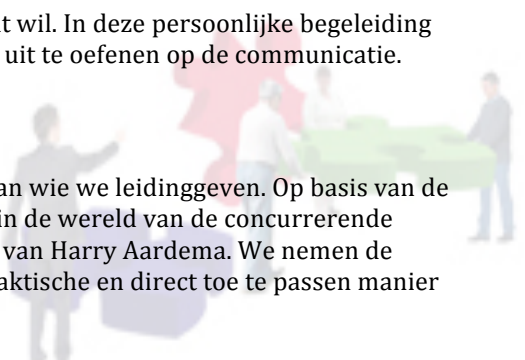 t wil. In deze persoonlijke begeleiding
uit te oefenen op de communicatie.
an wie we leidinggeven. Op basis van de
in de wereld van de concurrerende
van Harry Aardema. We nemen de
aktische en direct toe te passen manier